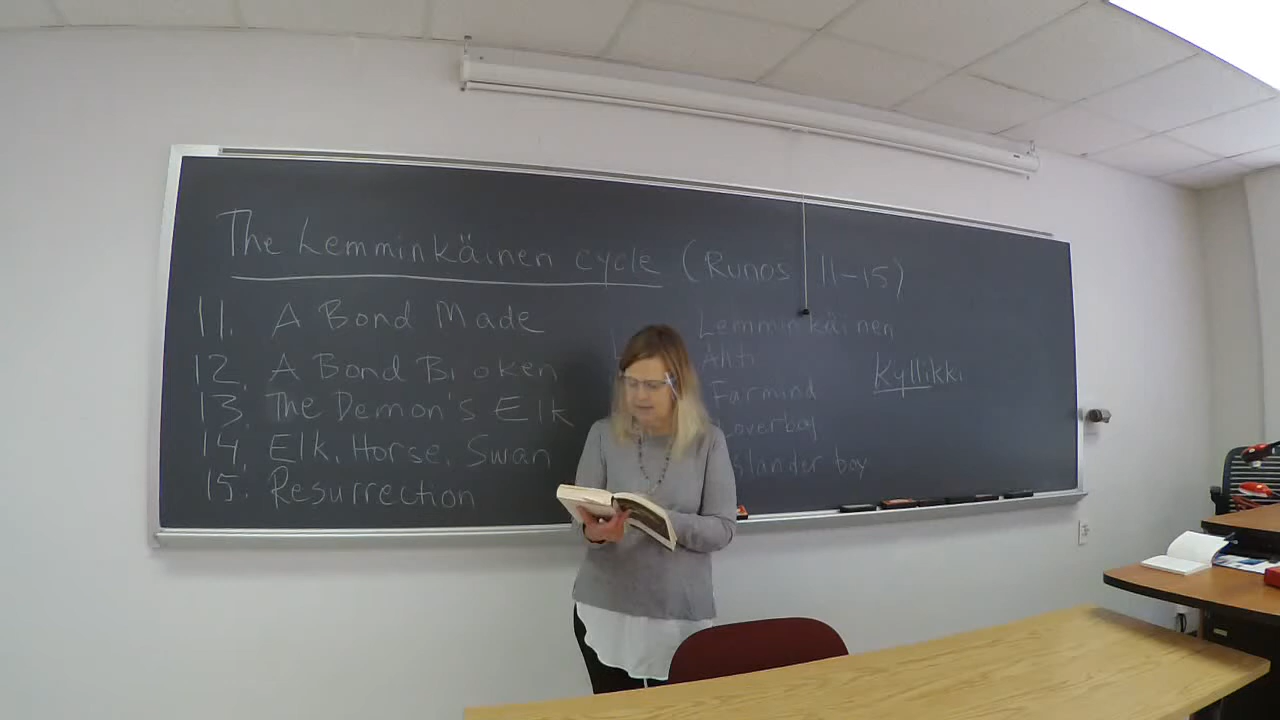 The Lemminkäinen cycle (Runos 11-15)
11. A Bond Made
12. A Bond Broken
13. The Demon's Elk
14. Elk, Horse, Swan
15. Resurrection
Lemminkäinen
Ahti
Farmind
Loverboy
Islander boy
Kyllikki